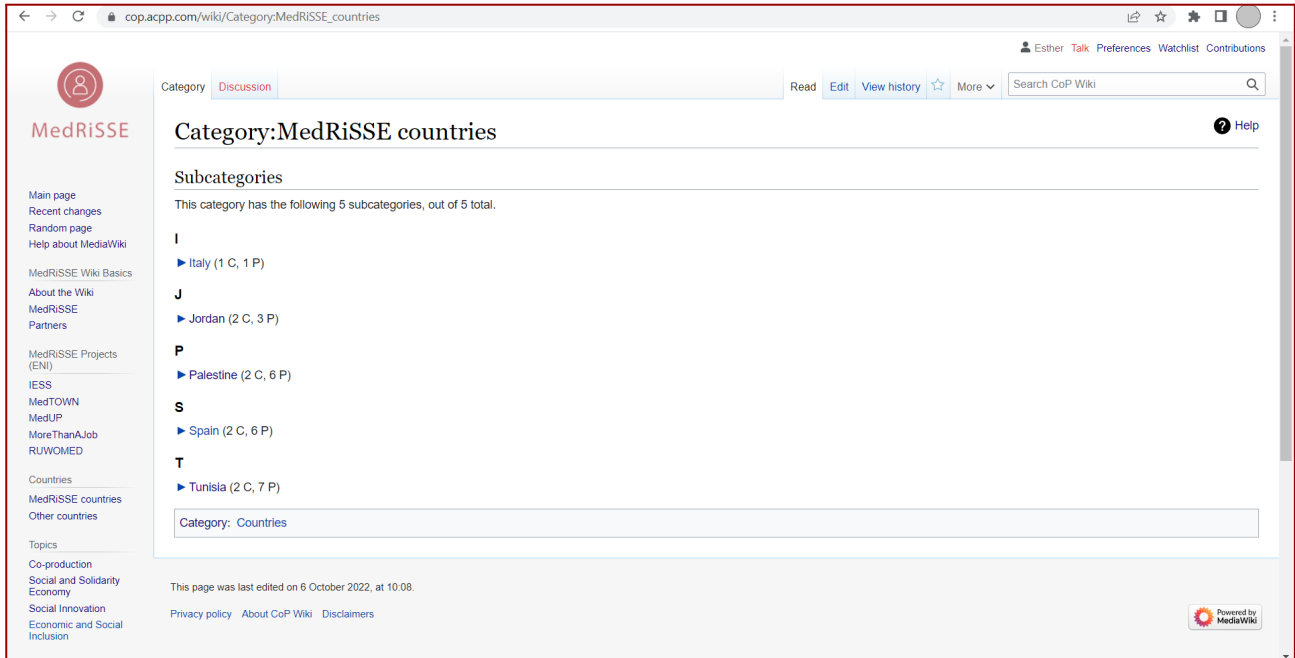 cop.acpp.com/wiki/Category:MedRiSSE_countries
Esther Talk Preferences Watchlist Contributions
MedRiSSE
Category Discussion
Read Edit View history More
Search CoP Wiki
Category:MedRiSSE countries
Help
Subcategories
This category has the following 5 subcategories, out of 5 total.
I
► Italy (1 C, 1 P)
J
► Jordan (2 C, 3 P)
P
► Palestine (2 C, 6 P)
S
► Spain (2 C, 6 P)
T
► Tunisia (2 C, 7 P)
Category: Countries
Main page
Recent changes
Random page
Help about MediaWiki
MedRiSSE Wiki Basics
About the Wiki
MedRiSSE
Partners
MedRiSSE Projects
(ENI)
IESS
MedTOWN
MedUP
MoreThanAJob
RUWOMED
Countries
MedRiSSE countries
Other countries
Topics
Co-production
Social and Solidarity
Economy
Social Innovation
Economic and Social
Inclusion
This page was last edited on 6 October 2022, at 10:08.
Privacy policy About CoP Wiki Disclaimers
Powered by
MediaWiki